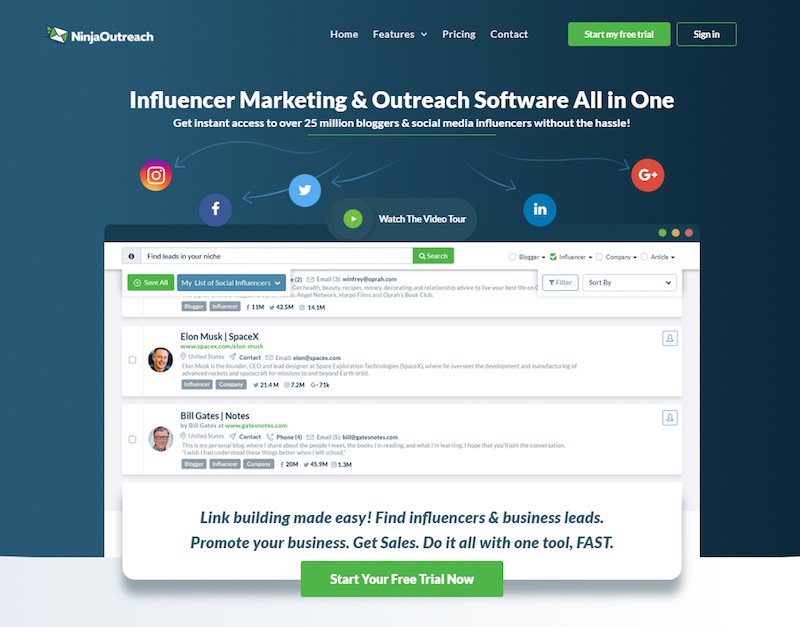 NinjaOutreach
Home Features Pricing Contact Start my free trial Sign in
Influencer Marketing & Outreach Software All in One
Get instant access to over 25 million bloggers & social media influencers without the hassle!
G+
f
in
Watch The Video Tour
Find leads in your niche Search Blogger Influencer Company Article
Save All My List of Social Influencers (2) Email (3): winfrey@oprah.com Filter Sort By
Get health, beauty, recipes, money, decorating and relationship advice to live your best life on
Angel Network, Harpo Films and Oprah's Book Club.
Blogger Influencer 11M 42.5M 14.1M
Elon Musk | SpaceX
www.spacex.com/elon-musk
United States Contact Email: elon@spacex.com
Elon Musk is the founder, CEO and lead designer at Space Exploration Technologies (SpaceX), where he oversees the development and manufacturing of
advanced rockets and spacecraft for missions to and beyond Earth orbit.
Influencer Company 21.4 M 7.2M G+ 71k
Bill Gates | Notes
by Bill Gates at www.gatesnotes.com
United States Contact Phone (4) Email (5): bill@gatesnotes.com
This is my personal blog, where I share about the people I meet, the books I'm reading, and what I'm learning. I hope that you'll join the conversation.
"I wish I had understood these things better when I left school."
Blogger Influencer Company 20M 45.9M 1.3M
Link building made easy! Find influencers & business leads.
Promote your business. Get Sales. Do it all with one tool, FAST.
Start Your Free Trial Now